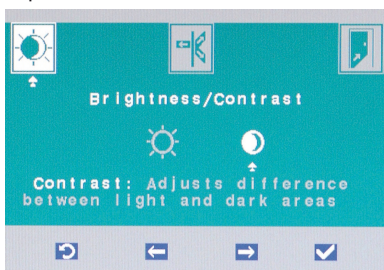 Brightness/Contrast
Contrast: Adjusts difference
between light and dark areas